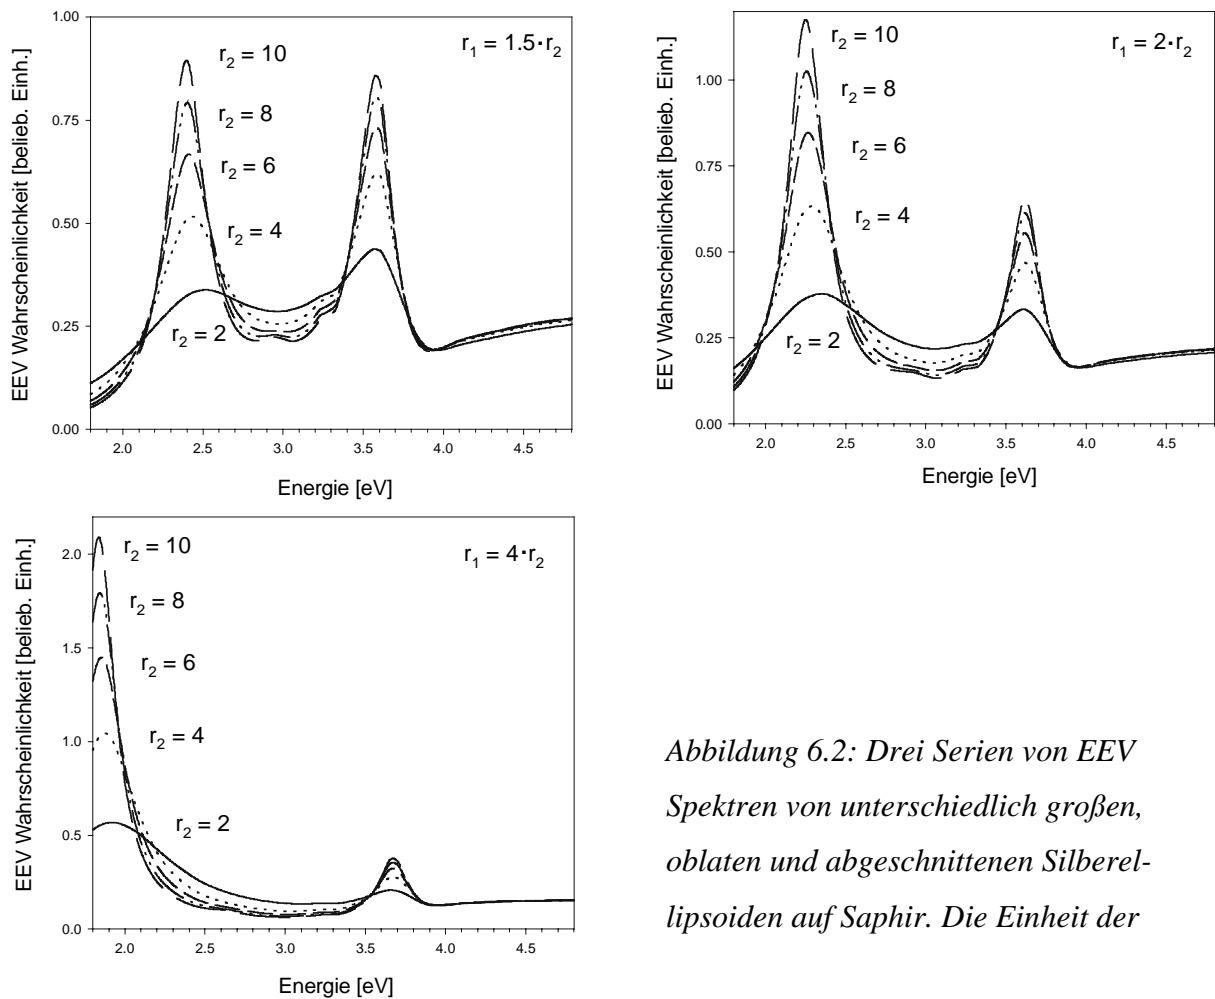 EEV Wahrscheinlichkeit [belieb. Einh.]
1.00
0.75
0.50
0.25
0.00
r₁ = 1.5·r₂
r₂ = 10
r₂ = 8
r₂ = 6
r₂ = 4
r₂ = 2
2.0 2.5 3.0 3.5 4.0 4.5
Energie [eV]
EEV Wahrscheinlichkeit [belieb. Einh.]
1.00
0.75
0.50
0.25
0.00
r₁ = 2·r₂
r₂ = 10
r₂ = 8
r₂ = 6
r₂ = 4
r₂ = 2
2.0 2.5 3.0 3.5 4.0 4.5
Energie [eV]
EEV Wahrscheinlichkeit [belieb. Einh.]
2.0
1.5
1.0
0.5
0.0
r₁ = 4·r₂
r₂ = 10
r₂ = 8
r₂ = 6
r₂ = 4
r₂ = 2
2.0 2.5 3.0 3.5 4.0 4.5
Energie [eV]
Abbildung 6.2: Drei Serien von EEV
Spektren von unterschiedlich großen,
oblaten und abgeschnittenen Silberel-
lipsoiden auf Saphir. Die Einheit der